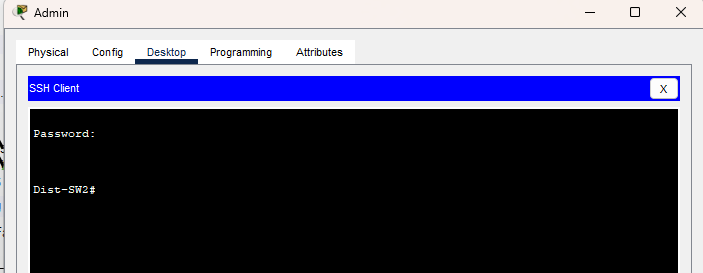 Admin
Physical Config Desktop Programming Attributes
SSH Client X
Password:
Dist-SW2#